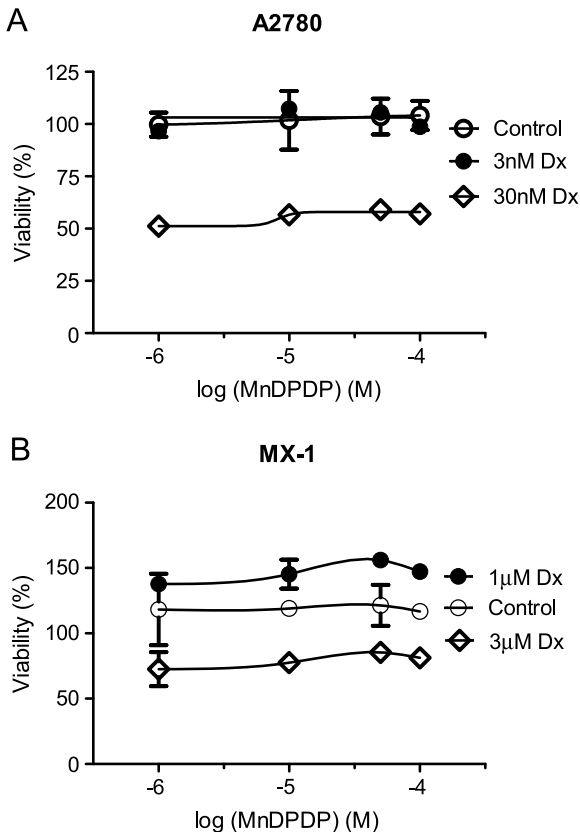 A
A2780
125
100
75
50
25
0
Viability (%)
Control
3nM Dx
30nM Dx
-6 -5 -4
log (MnDPDP) (M)
B
MX-1
200
150
100
50
0
Viability (%)
1μM Dx
Control
3μM Dx
-6 -5 -4
log (MnDPDP) (M)